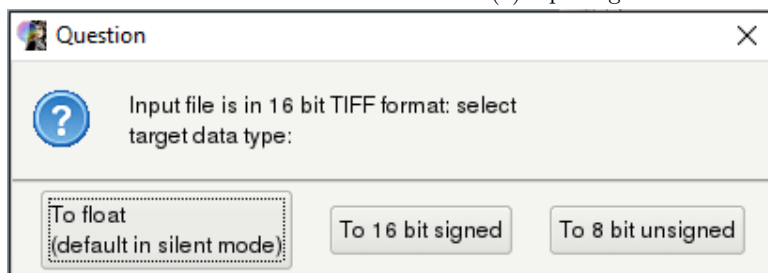 Question
Input file is in 16 bit TIFF format: select
target data type:
To float
(default in silent mode)
To 16 bit signed
To 8 bit unsigned